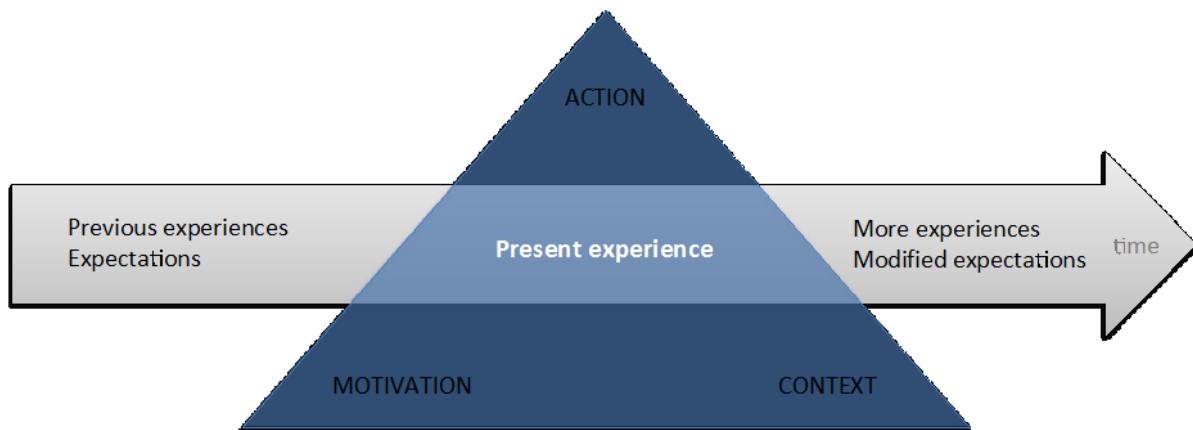 ACTION
Previous experiences
Expectations
Present experience
More experiences
Modified expectations
time
MOTIVATION
CONTEXT